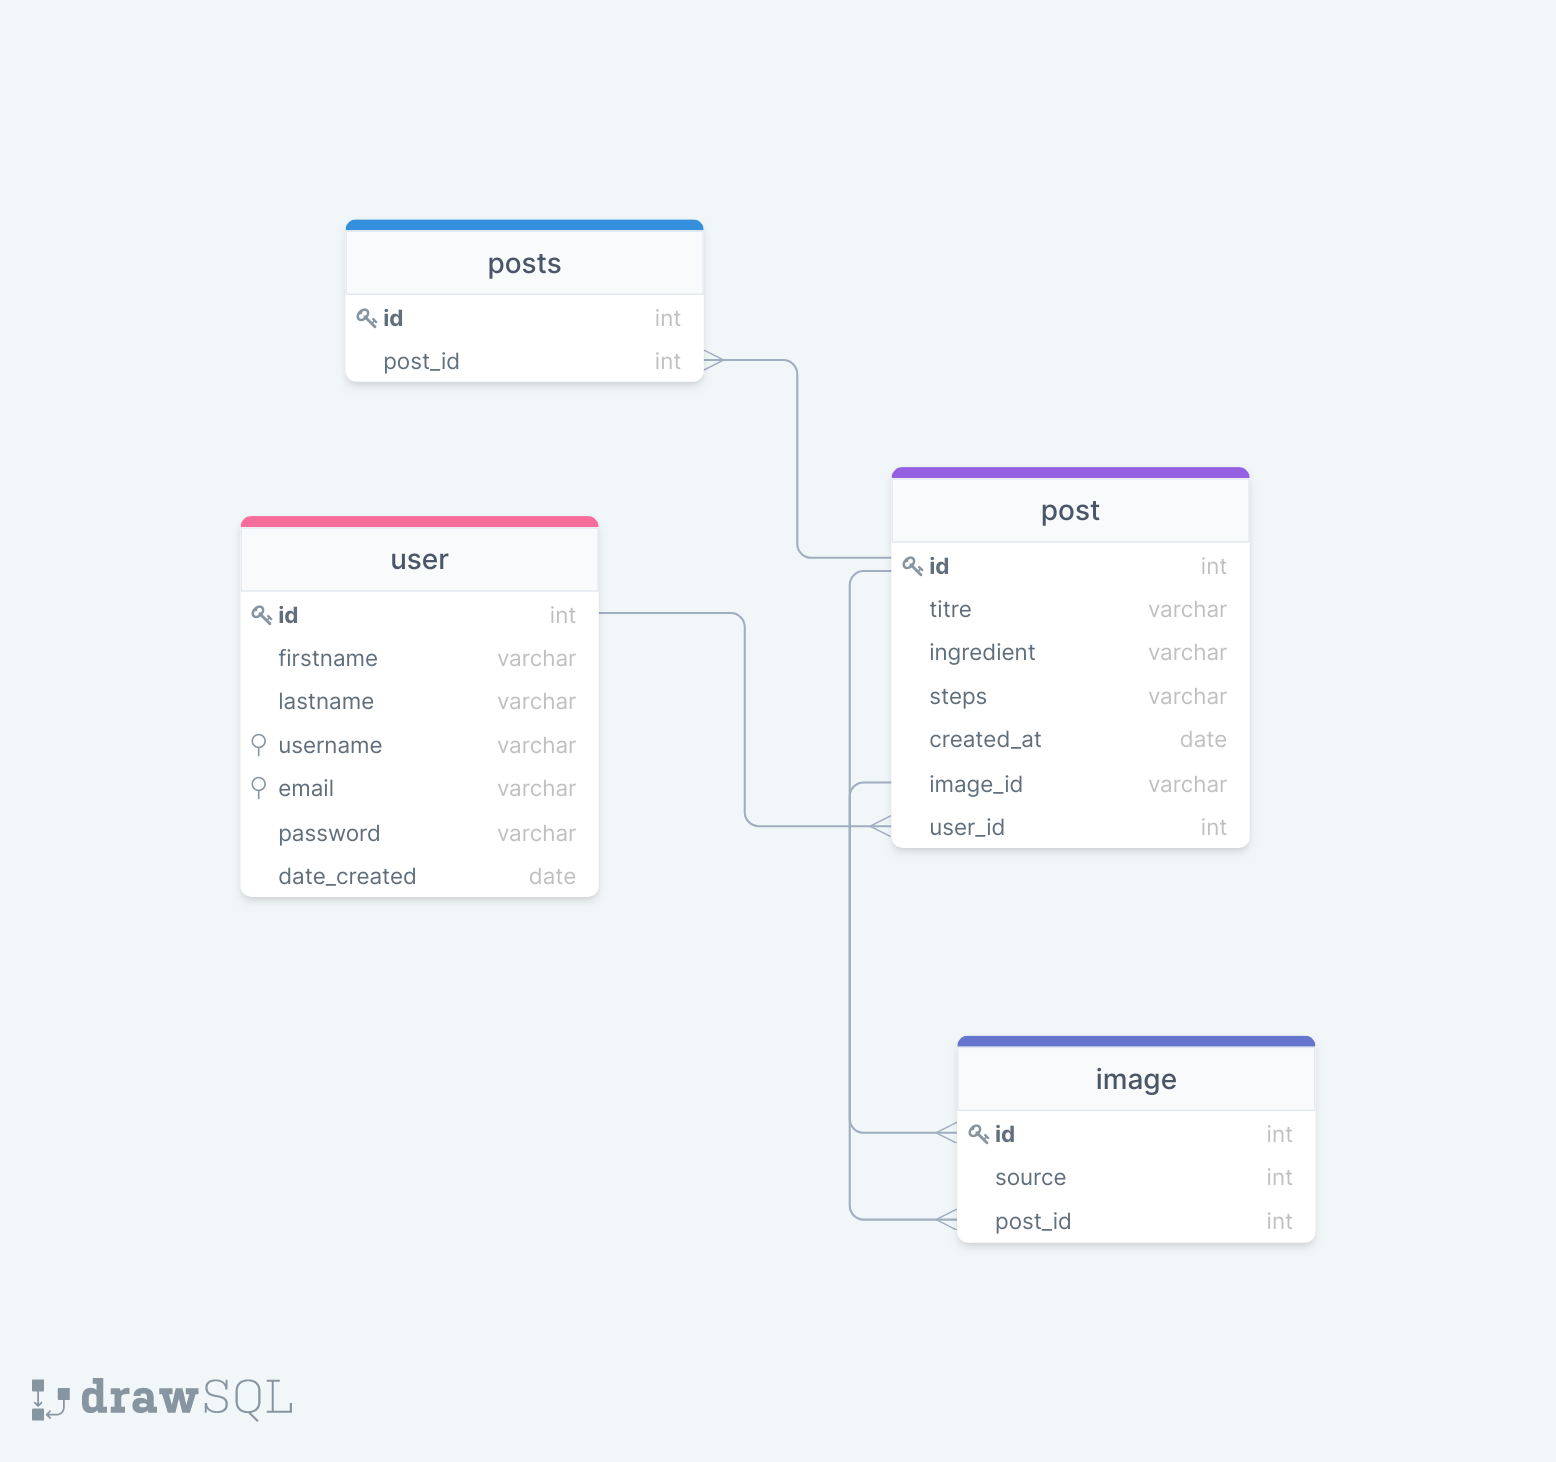 posts
id int
post_id int
user
id int
firstname varchar
lastname varchar
username varchar
email varchar
password varchar
date_created date
post
id int
titre varchar
ingredient varchar
steps varchar
created_at date
image_id varchar
user_id int
image
id int
source int
post_id int
drawSQL